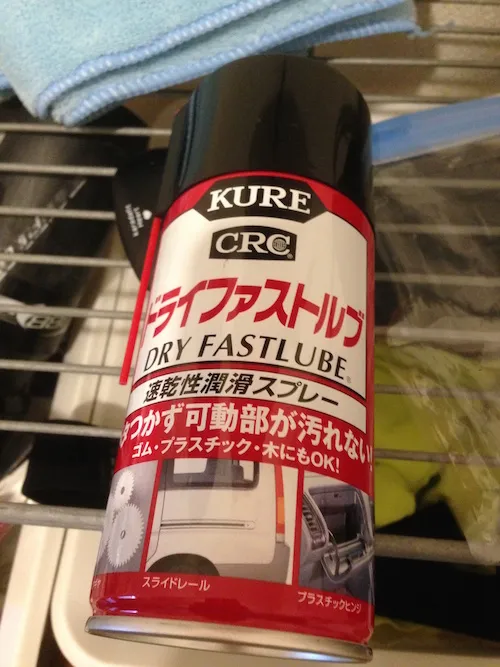 KURE
CRC
ドライファストルブ
DRY FASTLUBE
速乾性潤滑スプレー
つかず可動部が汚れない!
ゴム・プラスチック・木にもOK!
スライドレール
プラスチックヒンジ